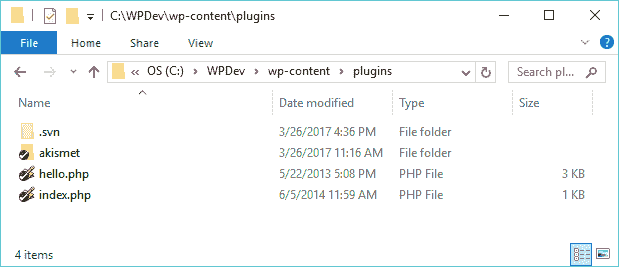 C:\WPDev\wp-content\plugins
File Home Share View
« OS (C:) > WPDev > wp-content > plugins Search pl...
Name Date modified Type Size
.svn 3/26/2017 4:36 PM File folder
akismet 3/26/2017 11:16 AM File folder
hello.php 5/22/2013 5:08 PM PHP File 3 KB
index.php 6/5/2014 11:59 AM PHP File 1 KB
4 items